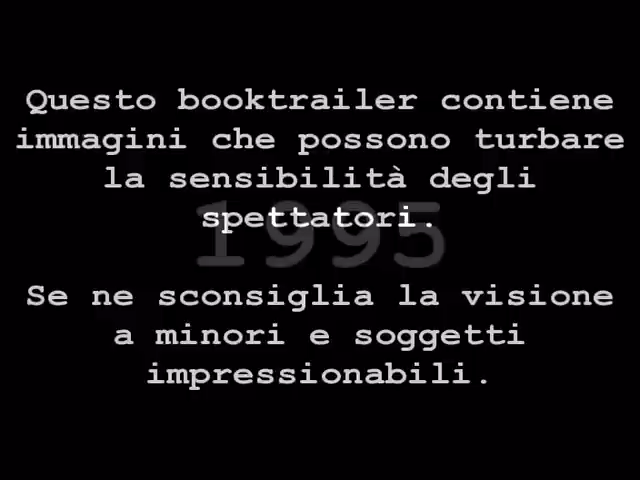 Questo booktrailer contiene
immagini che possono turbare
la sensibilità degli
spettatori.
1995
Se ne sconsiglia la visione
a minori e soggetti
impressionabili.